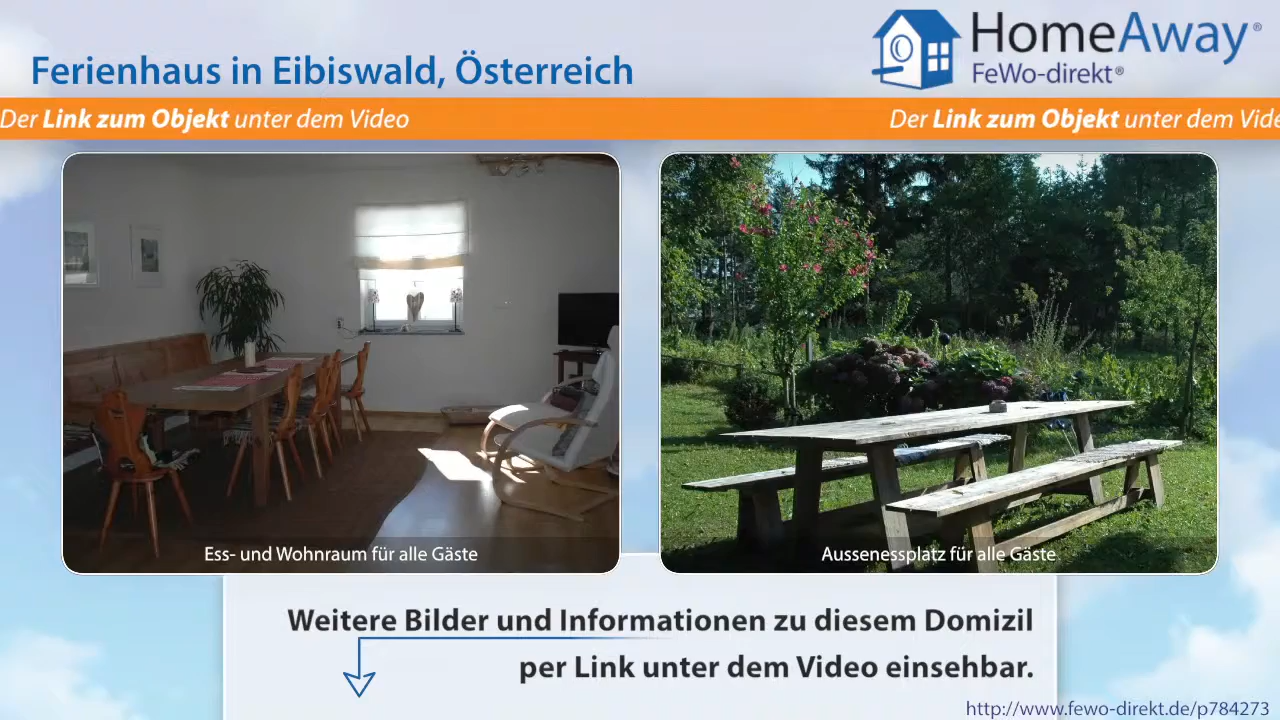 Ferienhaus in Eibiswald, Österreich
HomeAway®
FeWo-direkt®
Der Link zum Objekt unter dem Video
Der Link zum Objekt unter dem Vide
Ess- und Wohnraum für alle Gäste
Aussenessplatz für alle Gäste
Weitere Bilder und Informationen zu diesem Domizil
per Link unter dem Video einsehbar.
http://www.fewo-direkt.de/p784273